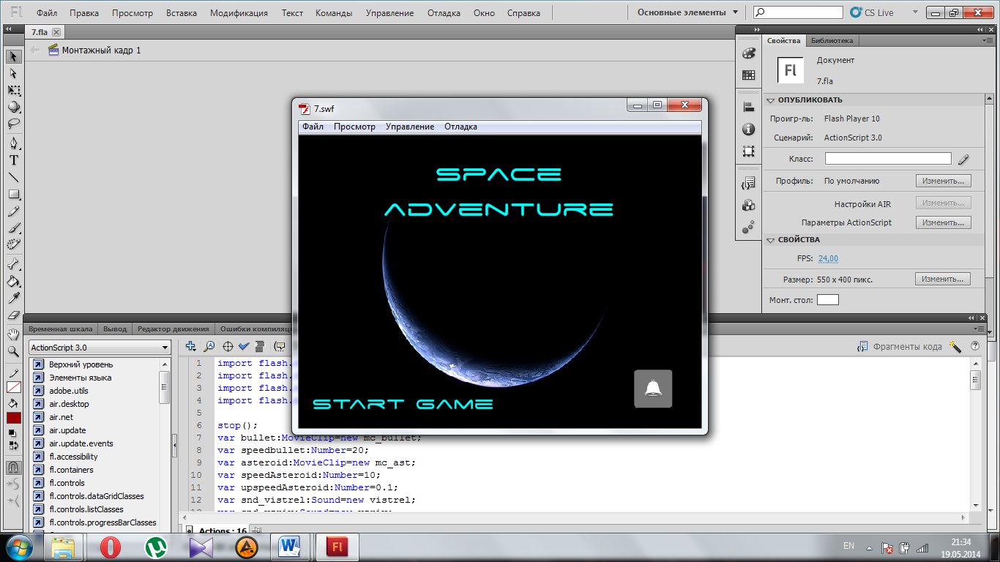 Fl Файл Правка Просмотр Вставка Модификация Текст Команды Управление Отладка Окно Справка Основные элементы CS Live
7.fla
Монтажный кадр 1
Свойства Библиотека
Fl
Документ
7.fla
ОПУБЛИКОВАТЬ
Проигр-ль: Flash Player 10
Сценарий: ActionScript 3.0
Класс:
Профиль: По умолчанию Изменить...
Настройки AIR Изменить...
Параметры ActionScript Изменить...
СВОЙСТВА
FPS: 24,00
Размер: 550 x 400 пикс. Изменить...
Монт. стол:
7.swf
Файл Просмотр Управление Отладка
SPACE
ADVENTURE
START GAME
Временная шкала Вывод Редактор движения Ошибки компиляц
ActionScript 3.0
Фрагменты кода
Верхний уровень
Элементы языка
adobe.utils
air.desktop
air.net
air.update
air.update.events
fl.accessibility
fl.containers
fl.controls
fl.controls.dataGridClasses
fl.controls.listClasses
fl.controls.progressBarClasses
1 import flash.
2 import flash.
3 import flash.
4 import flash.
5
6 stop();
7 var bullet:MovieClip=new mc_bullet;
8 var speedbullet:Number=20;
9 var asteroid:MovieClip=new mc_ast;
10 var speedAsteroid:Number=10;
11 var upspeedAsteroid:Number=0.1;
12 var snd_vistrel:Sound=new vistrel;
Actions : 16
EN
21:34
19.05.2014